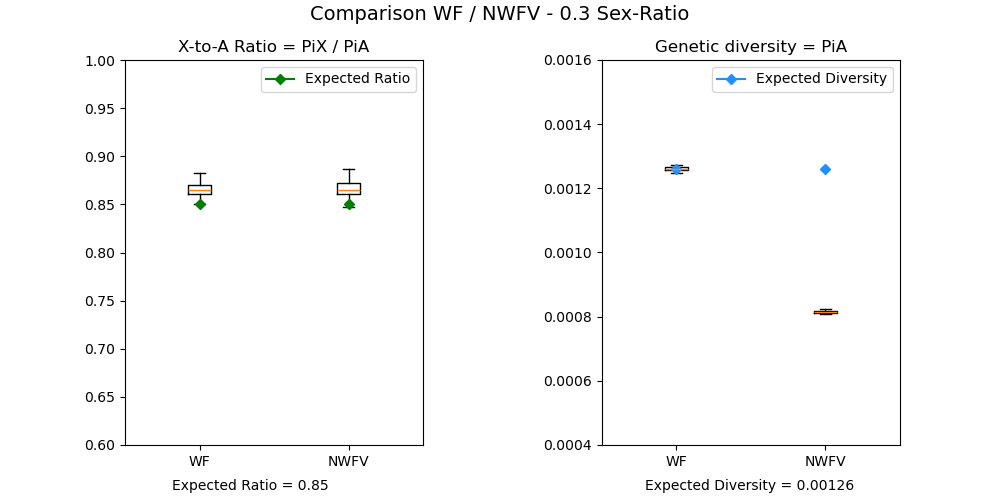 Comparison WF / NWFV - 0.3 Sex-Ratio
X-to-A Ratio = PiX / PiA
Expected Ratio
1.00
0.95
0.90
0.85
0.80
0.75
0.70
0.65
0.60
WF
NWFV
Expected Ratio = 0.85
Genetic diversity = PiA
Expected Diversity
0.0016
0.0014
0.0012
0.0010
0.0008
0.0006
0.0004
WF
NWFV
Expected Diversity = 0.00126